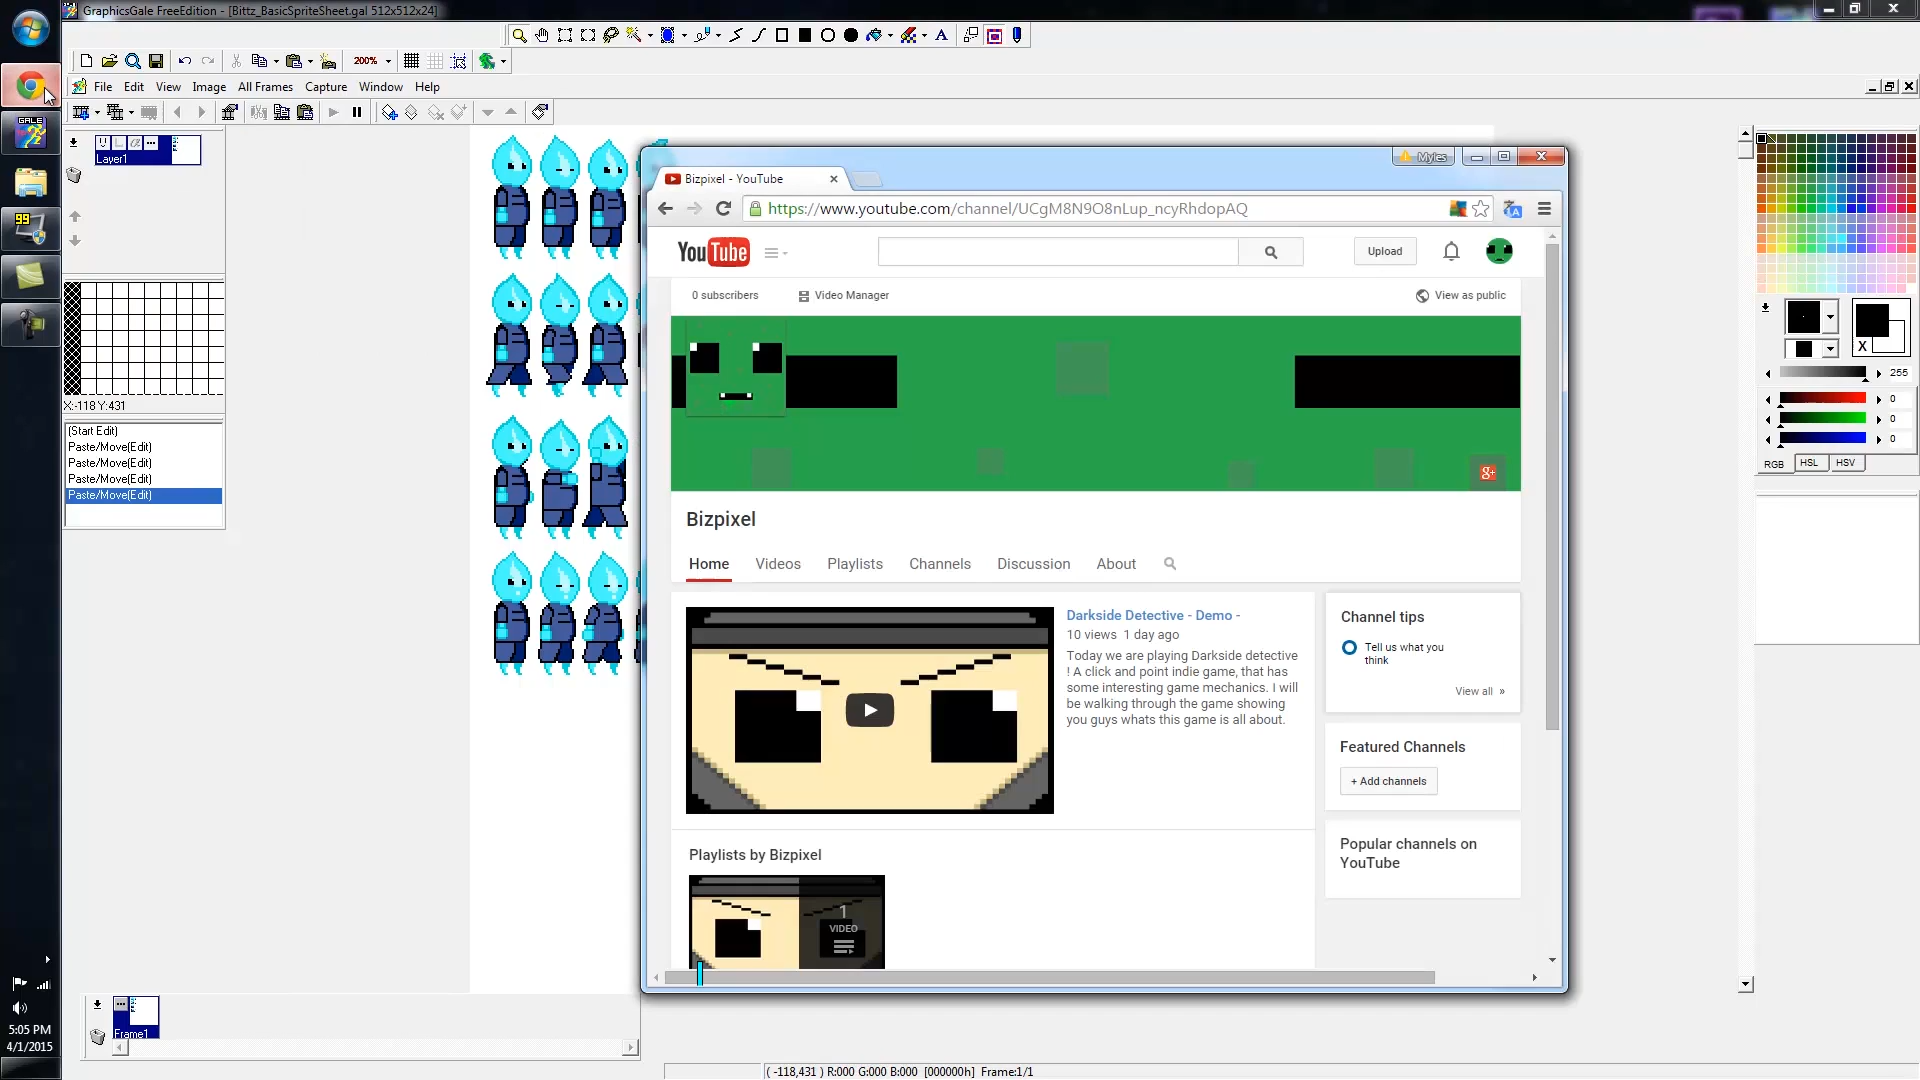 GraphicsGale FreeEdition - [Bittz_BasicSpriteSheet.gal 512x512x24]
200%
File Edit View Image All Frames Capture Window Help
Layer1
X:-118 Y:431
(Start Edit)
Paste/Move(Edit)
Paste/Move(Edit)
Paste/Move(Edit)
Paste/Move(Edit)
GALE
99
5:05 PM
4/1/2015
Frame1
( -118,431 ) R:000 G:000 B:000 [000000h] Frame:1/1
X
255
0
0
0
RGB HSL HSV
Myles
Bizpixel - YouTube
https://www.youtube.com/channel/UCgM8N9O8nLup_ncyRhdopAQ
YouTube
Upload
0 subscribers Video Manager View as public
g+
Bizpixel
Home Videos Playlists Channels Discussion About
Darkside Detective - Demo -
10 views 1 day ago
Today we are playing Darkside detective
! A click and point indie game, that has
some interesting game mechanics. I will
be walking through the game showing
you guys whats this game is all about.
Channel tips
Tell us what you
think
View all »
Featured Channels
+ Add channels
Popular channels on
YouTube
Playlists by Bizpixel
1
VIDEO